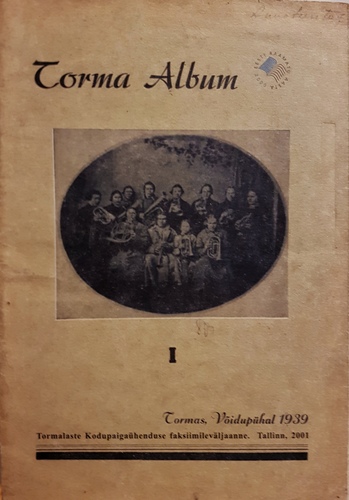 Torma Album
I
Tormas, Võidupühal 1939
Tormalaste Kodupaigaühenduse faksiimileväljaanne. Tallinn, 2001